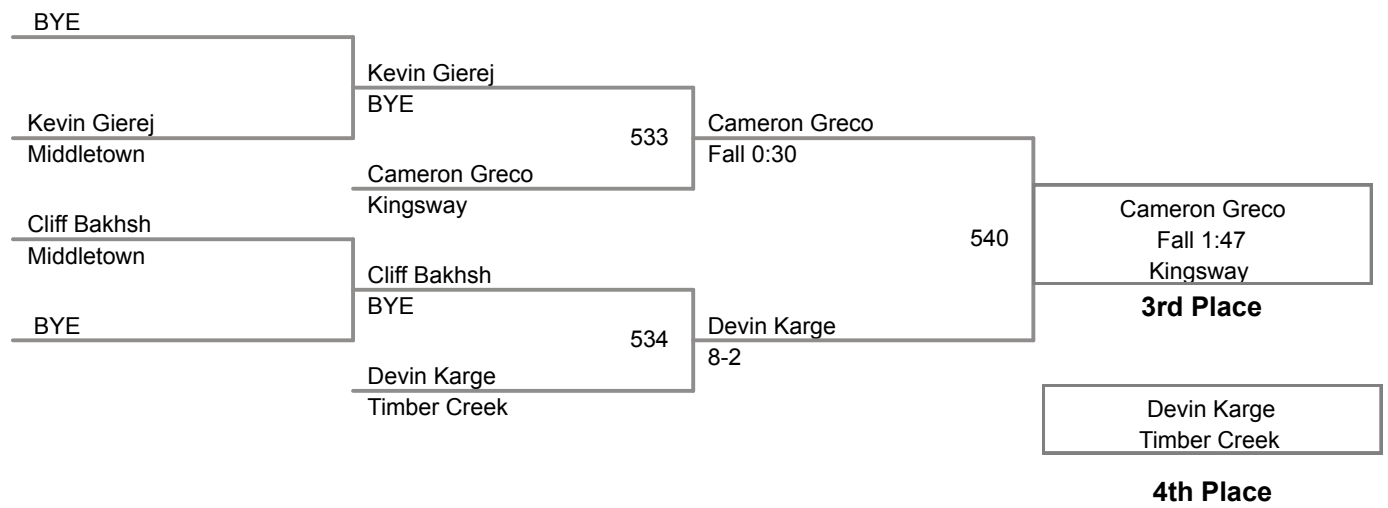 BYE
Kevin Gierej
Middletown
Cliff Bakhsh
Middletown
BYE
Kevin Gierej
BYE
533
Cameron Greco
Kingsway
Cliff Bakhsh
BYE
534
Devin Karge
Timber Creek
Cameron Greco
Fall 0:30
540
Devin Karge
8-2
Cameron Greco
Fall 1:47
Kingsway
3rd Place
Devin Karge
Timber Creek
4th Place